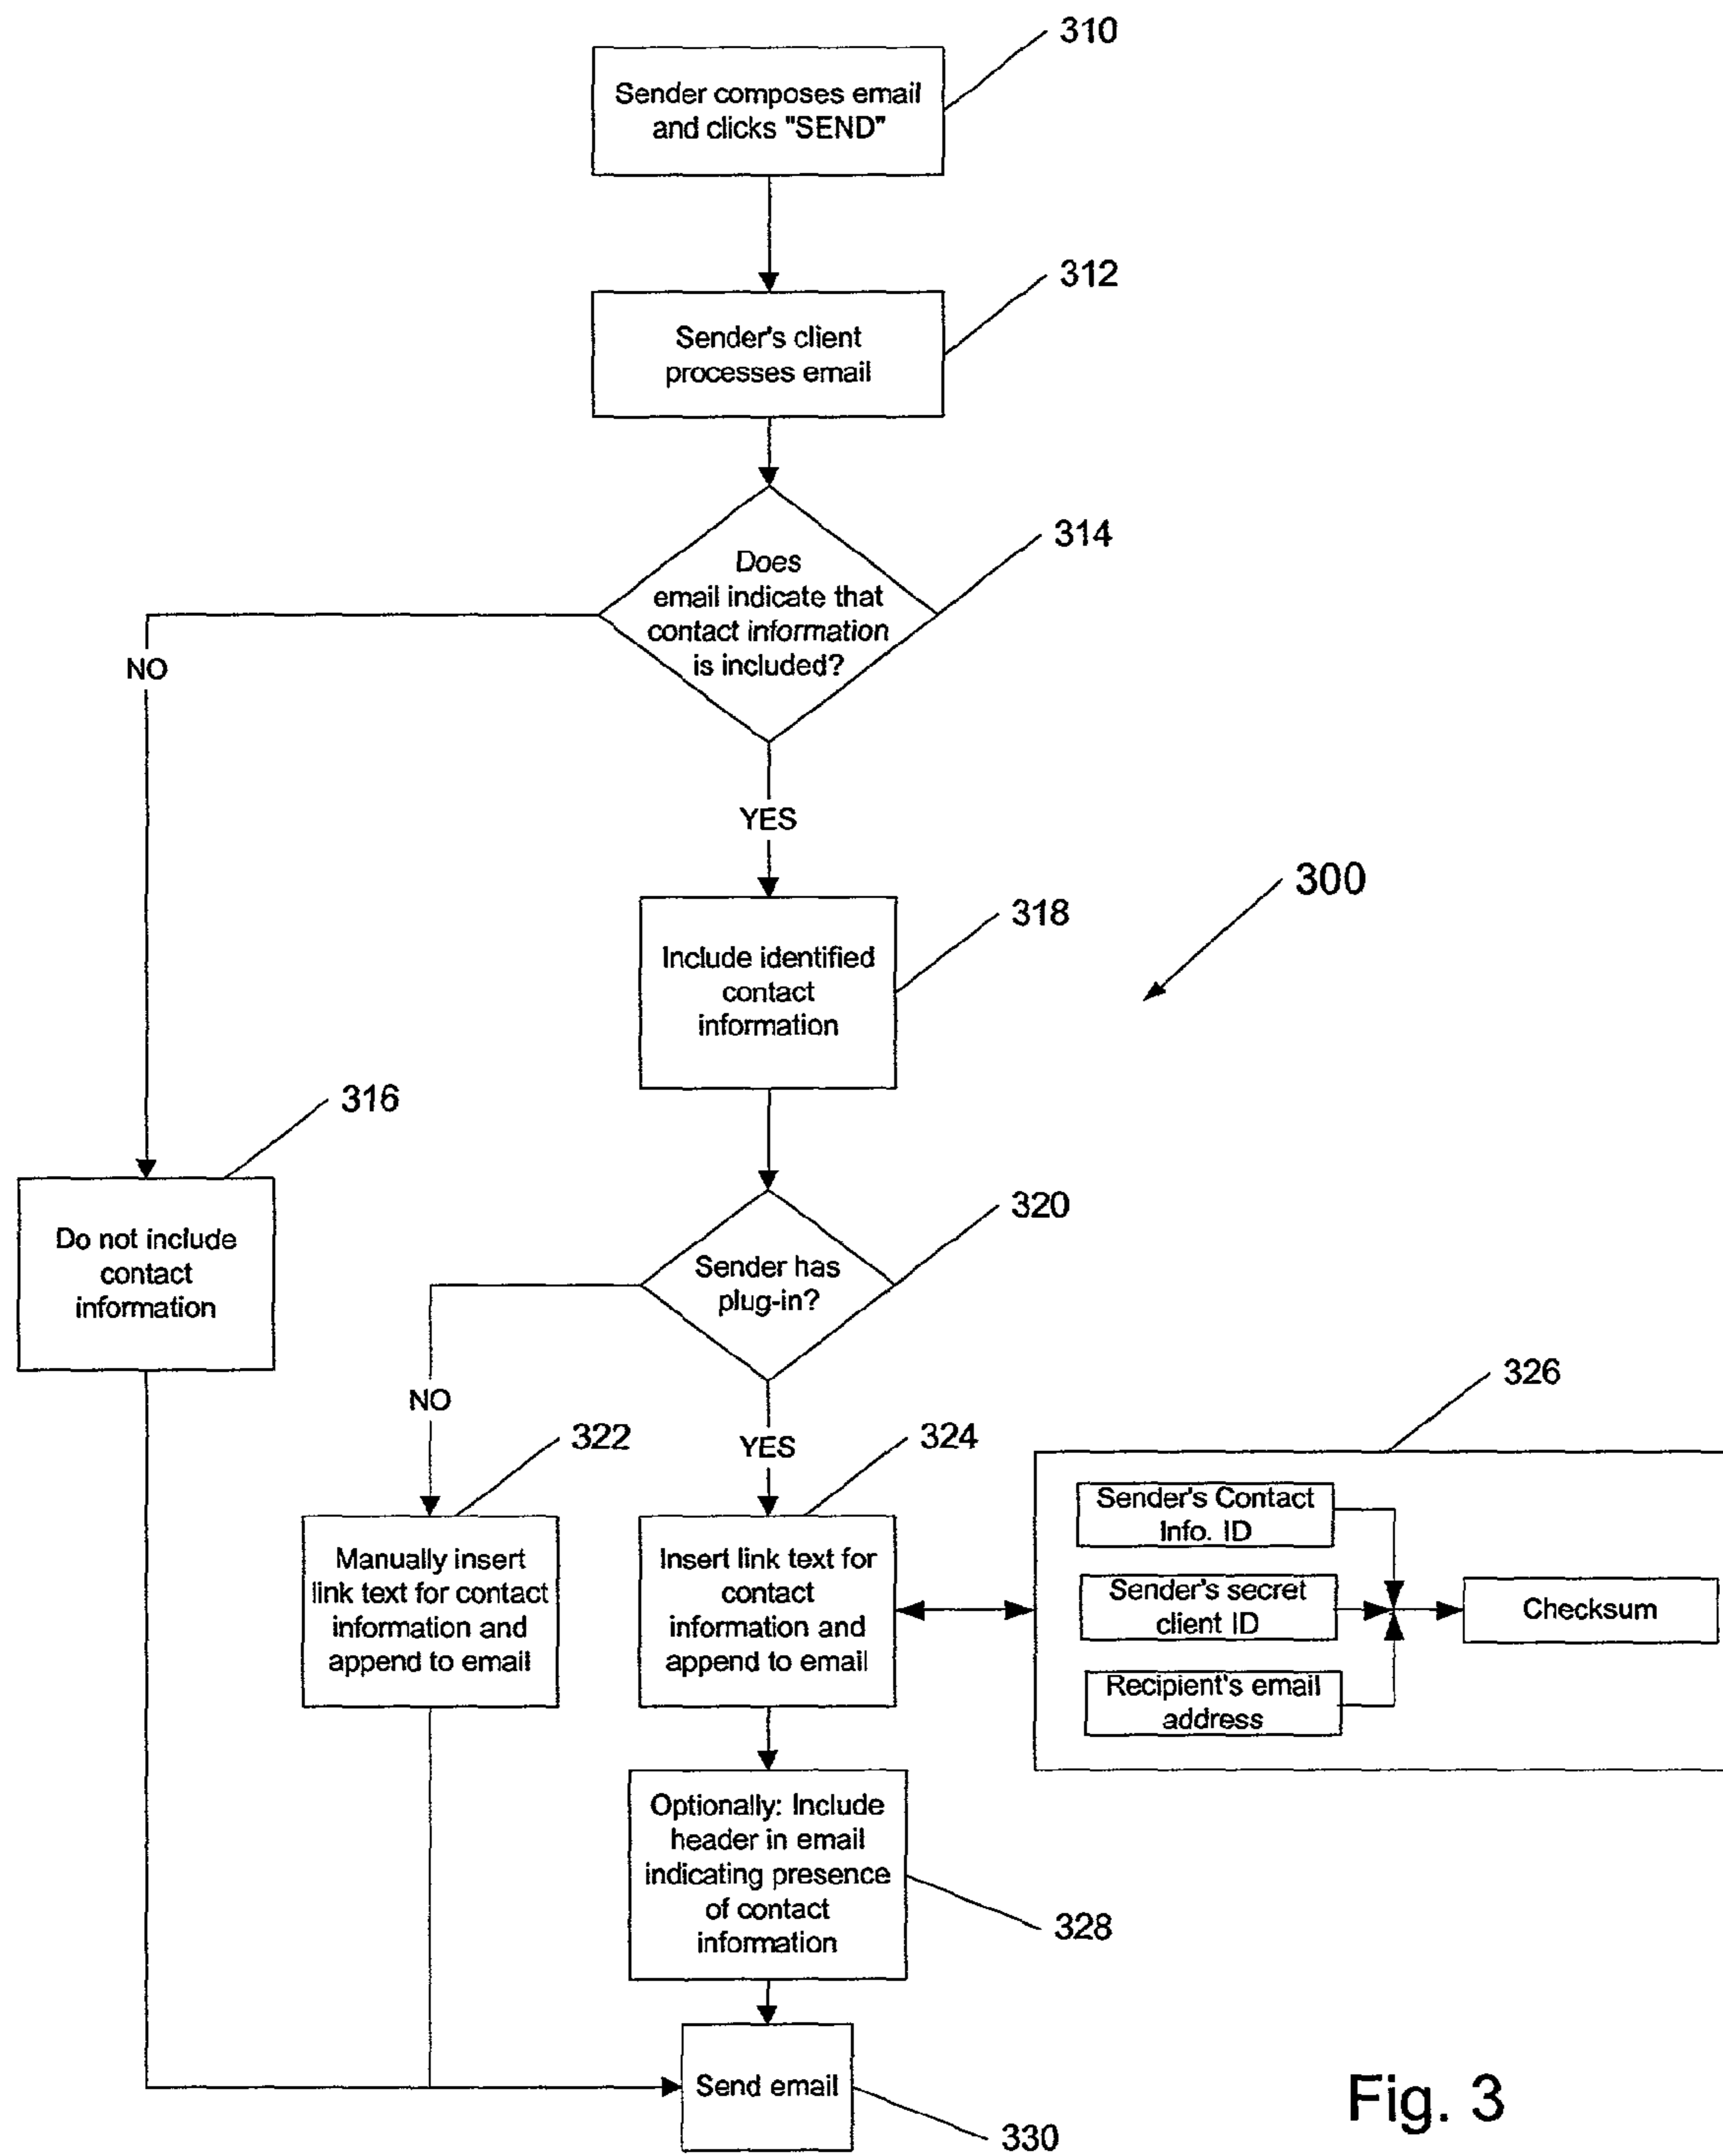 310
Sender composes email
and clicks "SEND"
312
Sender's client
processes email
314
Does
email indicate that
contact information
is included?
NO
YES
300
318
Include identified
contact
information
316
Do not include
contact
information
320
Sender has
plug-in?
NO
YES
322
324
326
Manually insert
link text for contact
information and
append to email
Insert link text for
contact
information and
append to email
Sender's Contact
Info. ID
Sender's secret
client ID
Recipient's email
address
Checksum
Optionally: Include
header in email
indicating presence
of contact
information
328
Send email
330
Fig. 3